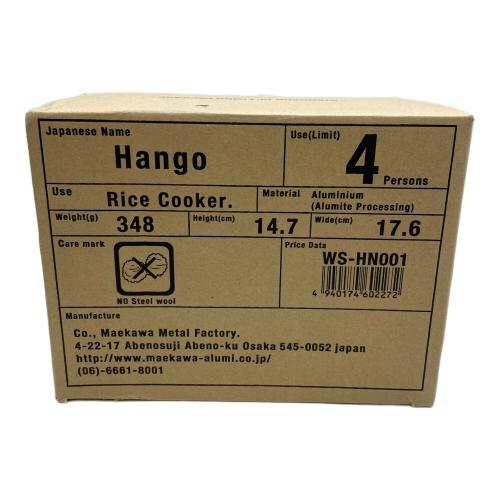 Japanese Name
Hango
Use(Limit)
4
Persons
Use
Rice Cooker.
Material
Aluminium
(Alumite Processing)
Weight(g)
348
Height(cm)
14.7
Wide(cm)
17.6
Care mark
NO Steel wool
Price Data
WS-HN001
4 940174 602272
Manufacture
Co., Maekawa Metal Factory.
4-22-17 Abenosuji Abeno-ku Osaka 545-0052 japan
http://www.maekawa-alumi.co.jp/
(06)-6661-8001